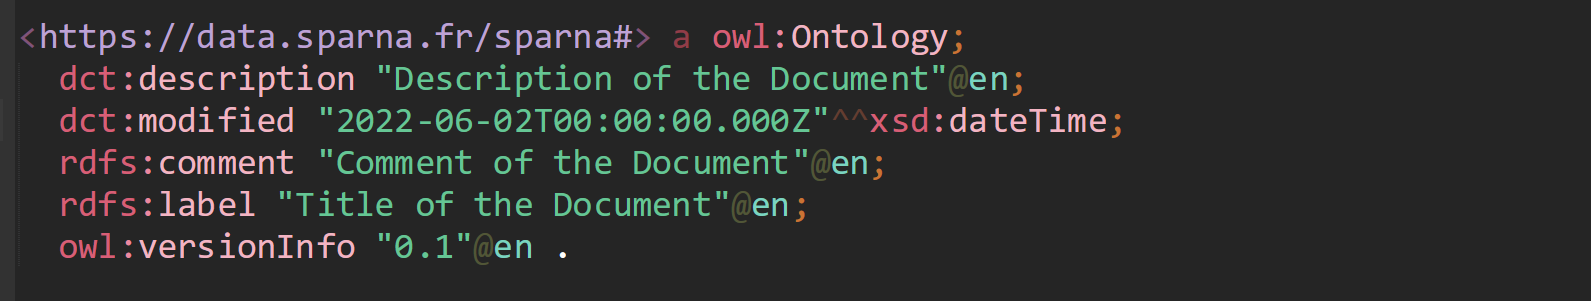 <https://data.sparna.fr/sparna#> a owl:Ontology;
dct:description "Description of the Document"@en;
dct:modified "2022-06-02T00:00:00.000Z"^^xsd:dateTime;
rdfs:comment "Comment of the Document"@en;
rdfs:label "Title of the Document"@en;
owl:versionInfo "0.1"@en .